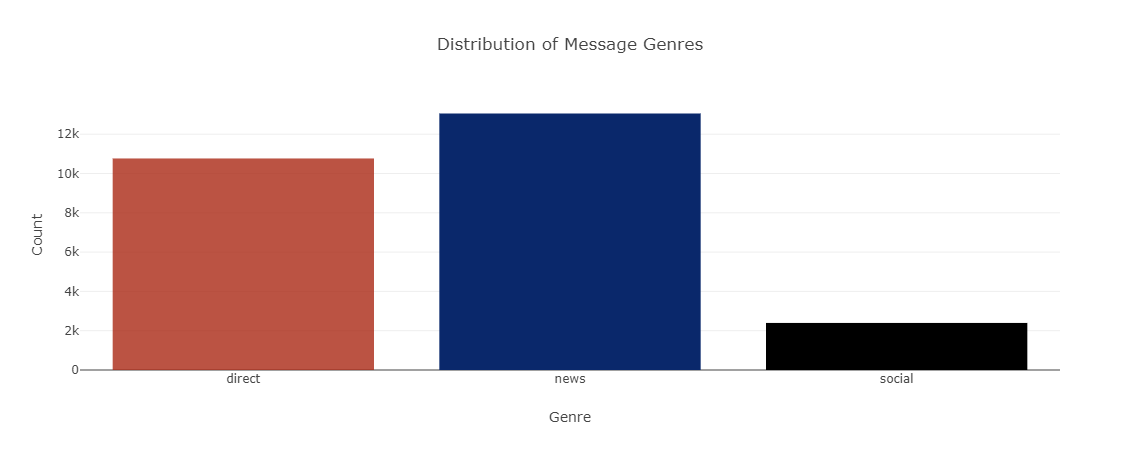 Distribution of Message Genres
Count
12k
10k
8k
6k
4k
2k
0
direct news social
Genre